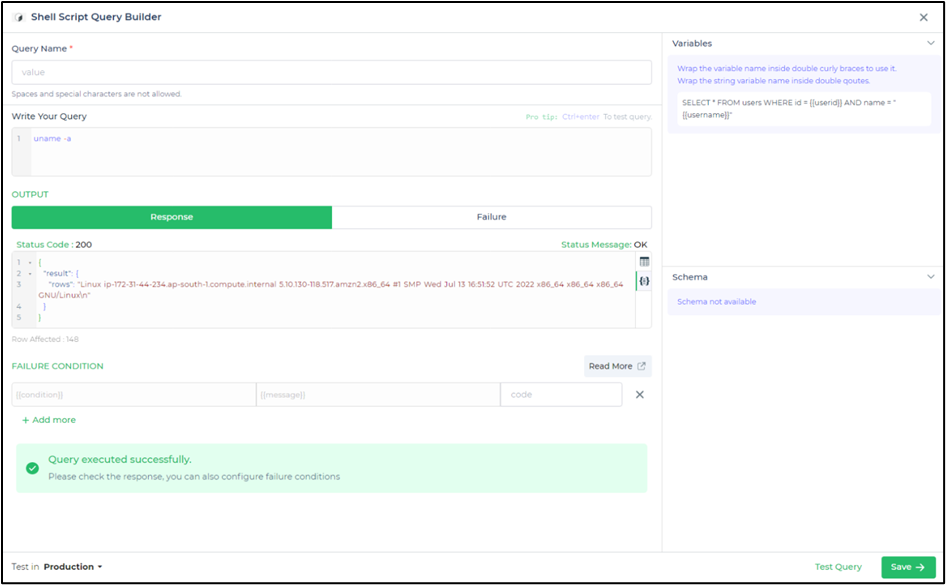 Shell Script Query Builder
Query Name *
value
Spaces and special characters are not allowed.
Write Your Query
Pro tip: Ctrl+enter To test query.
1 uname -a
OUTPUT
Response
Failure
Status Code : 200
Status Message: OK
1 {
2 "result": {
3 "rows": "Linux ip-172-31-44-234.ap-south-1.compute.internal 5.10.130-118.517.amzn2.x86_64 #1 SMP Wed Jul 13 16:51:52 UTC 2022 x86_64 x86_64 x86_64
GNU/Linux\n"
4 }
5 }
Row Affected : 148
FAILURE CONDITION
Read More
{{condition}}
{{message}}
code
+ Add more
Query executed successfully.
Please check the response, you can also configure failure conditions
Test in Production
Test Query
Save
Variables
Wrap the variable name inside double curly braces to use it.
Wrap the string variable name inside double qoutes.
SELECT * FROM users WHERE id = {{userid}} AND name = "
{{username}}"
Schema
Schema not available